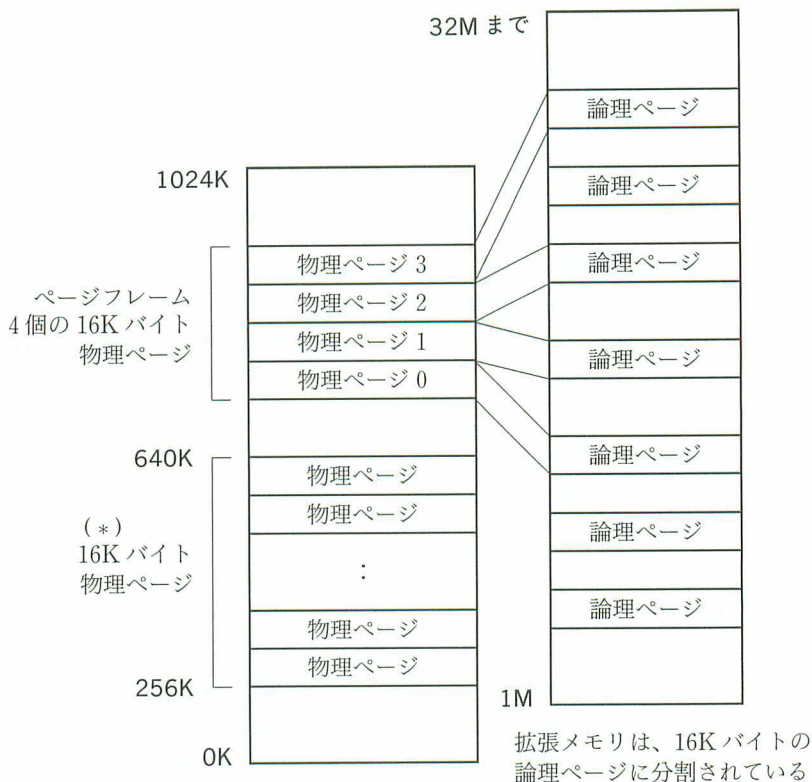 32M まで
論理ページ
論理ページ
論理ページ
論理ページ
論理ページ
論理ページ
論理ページ
1M
拡張メモリは、16K バイトの
論理ページに分割されている
1024K
物理ページ 3
物理ページ 2
物理ページ 1
物理ページ 0
ページフレーム
4 個の 16K バイト
物理ページ
640K
物理ページ
物理ページ
:
物理ページ
物理ページ
(*)
16K バイト
物理ページ
256K
0K